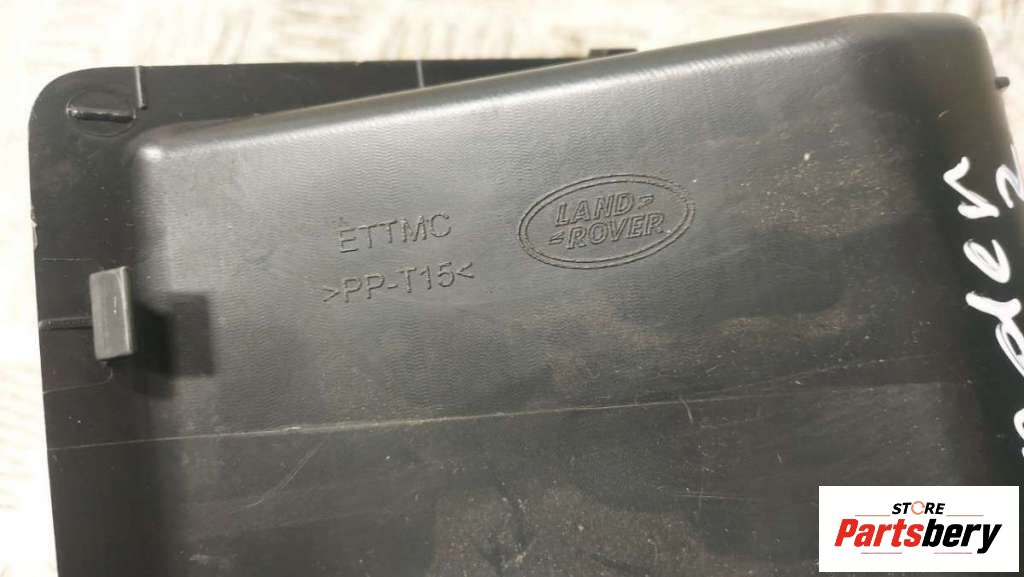 ETTMC
>PP-T15<
LAND
ROVER
STORE
Partsbery